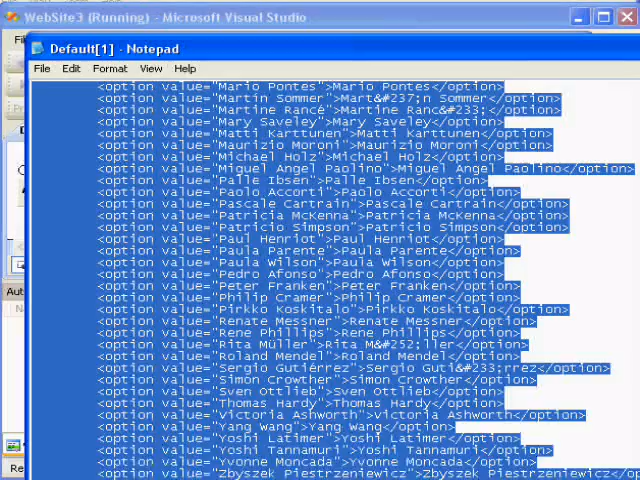 WebSite3 (Running) - Microsoft Visual Studio
Default[1] - Notepad
File Edit Format View Help
<option value="Mario Pontes">Mario Pontes</option>
<option value="Martín Sommer">Mart&#237;n Sommer</option>
<option value="Martine Rancé">Martine Ranc&#233;</option>
<option value="Mary Saveley">Mary Saveley</option>
<option value="Matti Karttunen">Matti Karttunen</option>
<option value="Maurizio Moroni">Maurizio Moroni</option>
<option value="Michael Holz">Michael Holz</option>
<option value="Miguel Angel Paolino">Miguel Angel Paolino</option>
<option value="Palle Ibsen">Palle Ibsen</option>
<option value="Paolo Accorti">Paolo Accorti</option>
<option value="Pascale Cartrain">Pascale Cartrain</option>
<option value="Patricia McKenna">Patricia McKenna</option>
<option value="Patricio Simpson">Patricio Simpson</option>
<option value="Paul Henriot">Paul Henriot</option>
<option value="Paula Parente">Paula Parente</option>
<option value="Paula Wilson">Paula Wilson</option>
<option value="Pedro Afonso">Pedro Afonso</option>
<option value="Peter Franken">Peter Franken</option>
<option value="Philip Cramer">Philip Cramer</option>
<option value="Pirkko Koskitalo">Pirkko Koskitalo</option>
<option value="Renate Messner">Renate Messner</option>
<option value="Rene Phillips">Rene Phillips</option>
<option value="Rita Müller">Rita M&#252;ller</option>
<option value="Roland Mendel">Roland Mendel</option>
<option value="Sergio Gutiérrez">Sergio Guti&#233;rrez</option>
<option value="Simon Crowther">Simon Crowther</option>
<option value="Sven Ottlieb">Sven Ottlieb</option>
<option value="Thomas Hardy">Thomas Hardy</option>
<option value="Victoria Ashworth">Victoria Ashworth</option>
<option value="Yang Wang">Yang Wang</option>
<option value="Yoshi Latimer">Yoshi Latimer</option>
<option value="Yoshi Tannamuri">Yoshi Tannamuri</option>
<option value="Yvonne Moncada">Yvonne Moncada</option>
<option value="Zbyszek Piestrzeniewicz">Zbyszek Piestrzeniewicz</op
Aut
Re